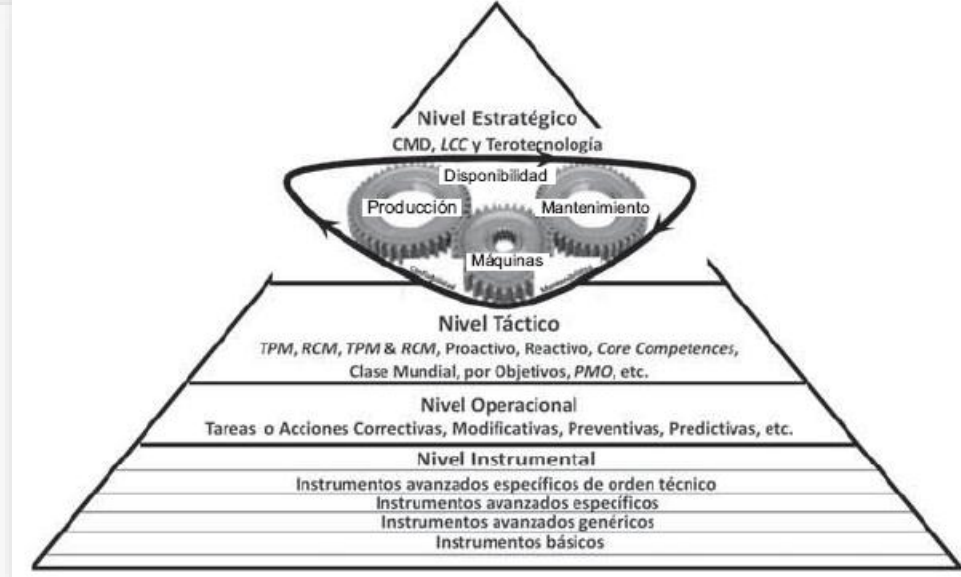 Nivel Estratégico
CMD, LCC y Terotecnología
Disponibilidad
Producción
Mantenimiento
Máquinas
Confiabilidad
Mantenibilidad
Nivel Táctico
TPM, RCM, TPM & RCM, Proactivo, Reactivo, Core Competences,
Clase Mundial, por Objetivos, PMO, etc.
Nivel Operacional
Tareas o Acciones Correctivas, Modificativas, Preventivas, Predictivas, etc.
Nivel Instrumental
Instrumentos avanzados específicos de orden técnico
Instrumentos avanzados específicos
Instrumentos avanzados genéricos
Instrumentos básicos